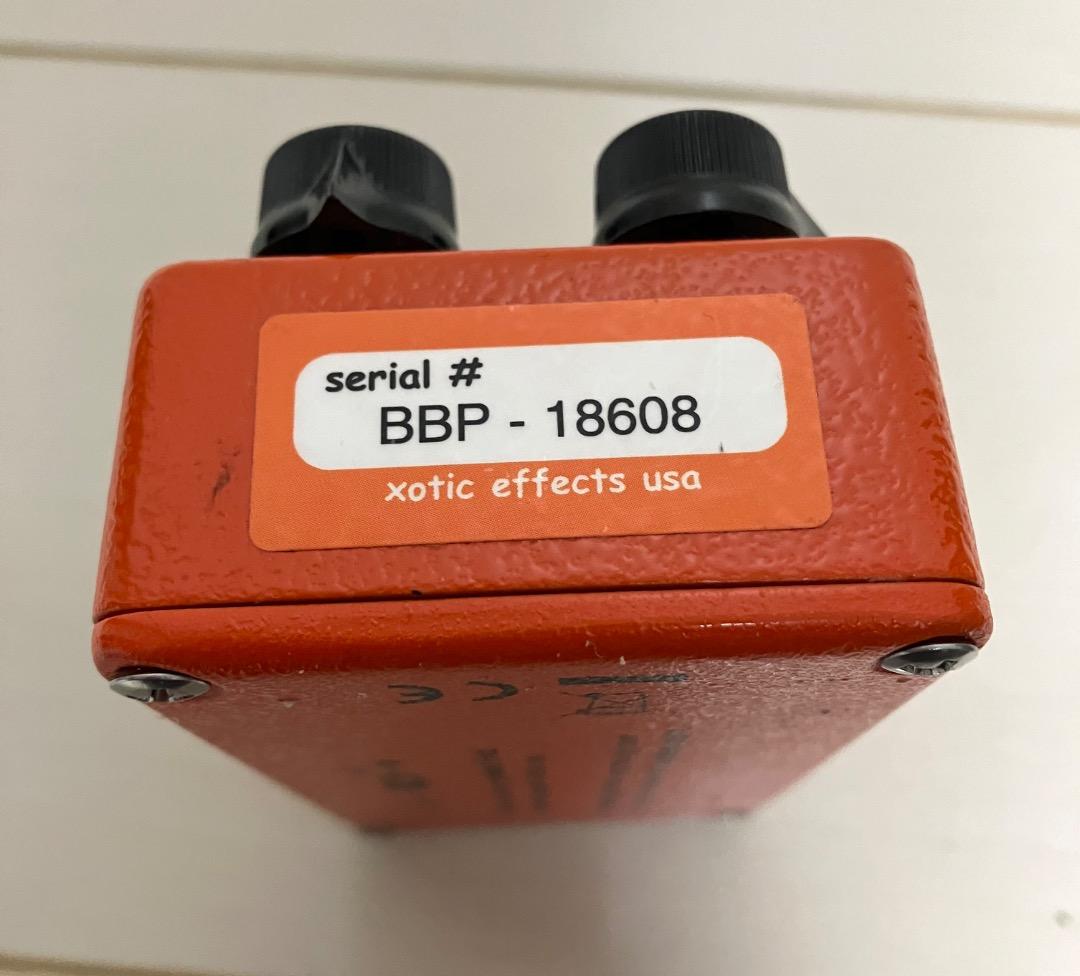 serial #
BBP - 18608
xotic effects usa